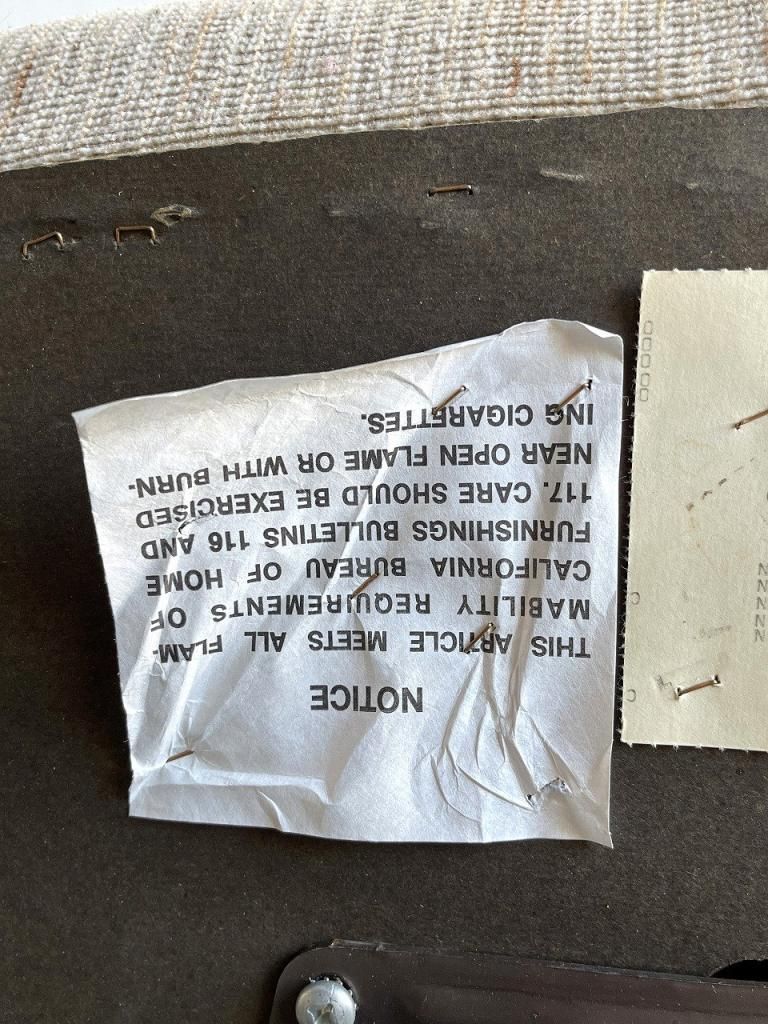 NOTICE
THIS ARTICLE MEETS ALL FLAM-
MABILITY REQUIREMENTS OF
CALIFORNIA BUREAU OF HOME
FURNISHINGS BULLETINS 116 AND
117. CARE SHOULD BE EXERCISED
NEAR OPEN FLAME OR WITH BURN-
ING CIGARETTES.